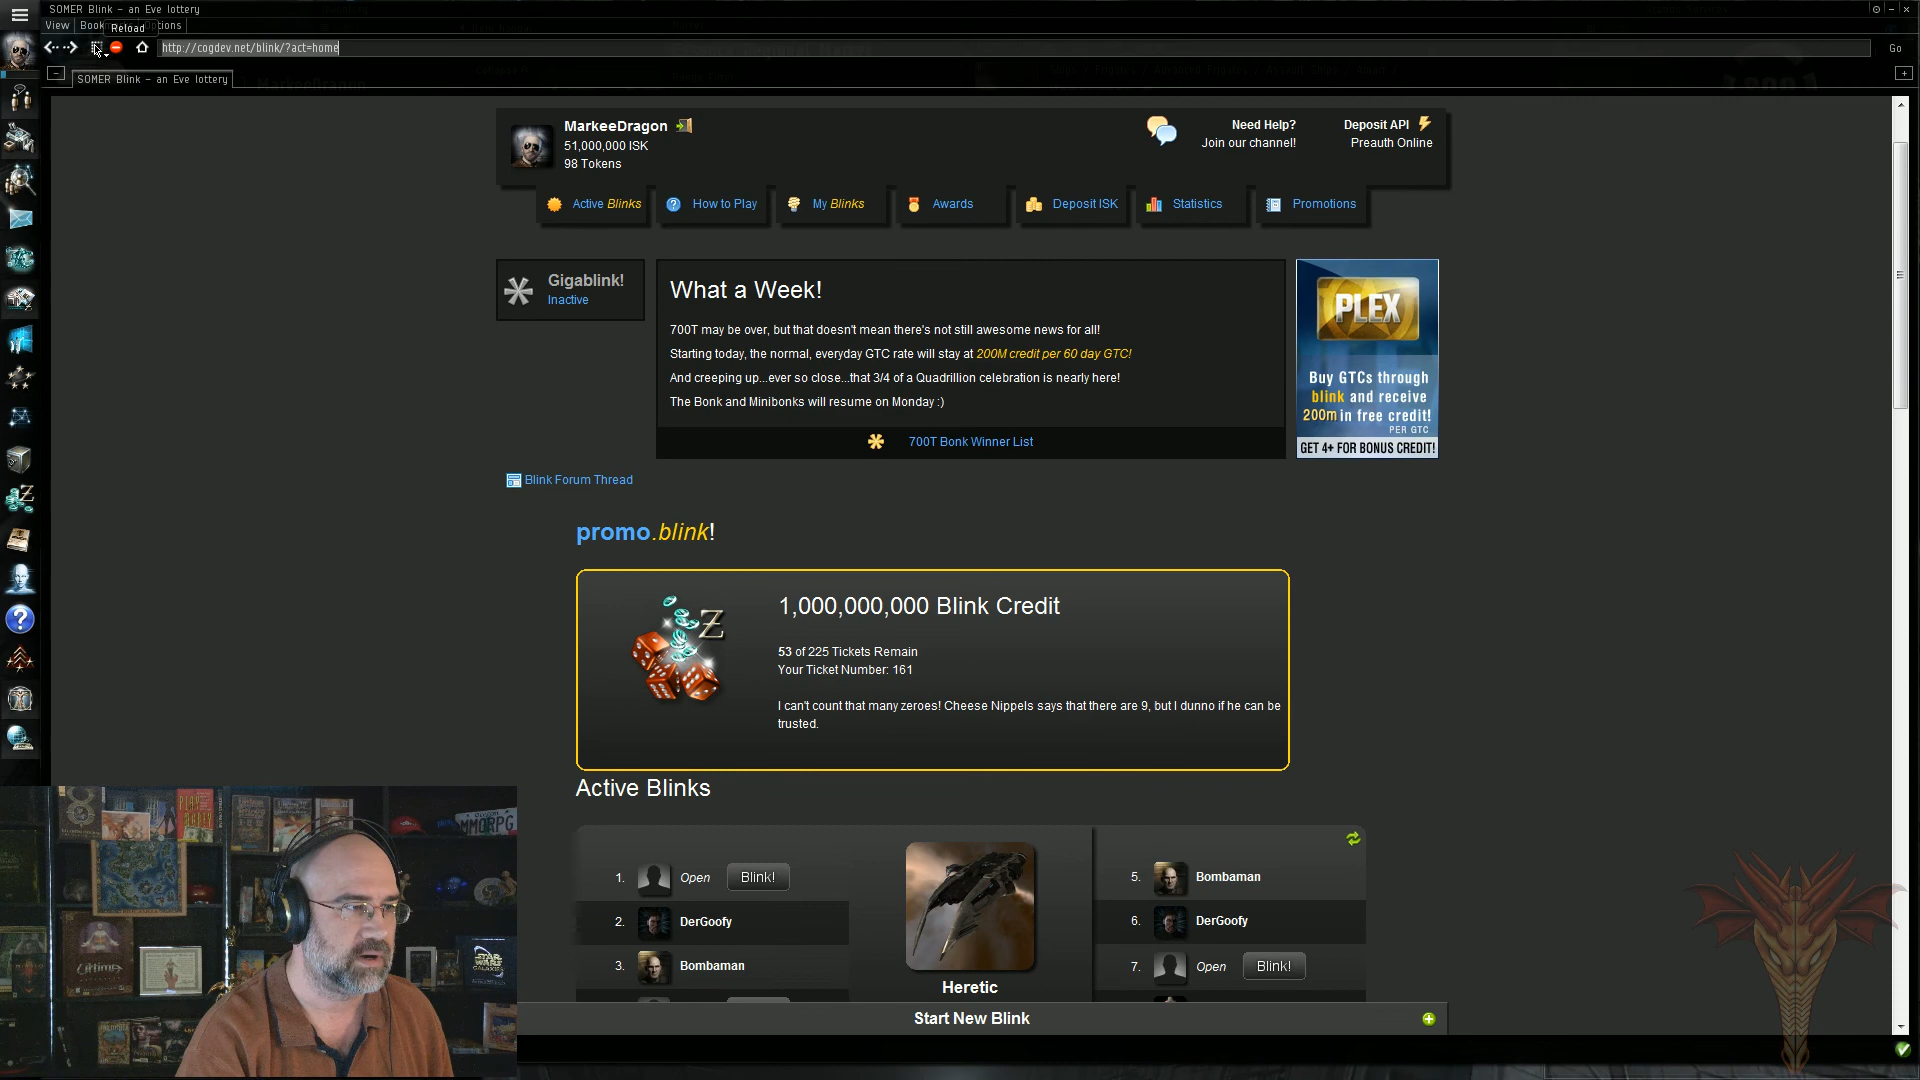 SOMER Blink – an Eve lottery
View
Book
Options
Reload
http://cogdev.net/blink/?act=home
Go
SOMER Blink – an Eve lottery
MarkeeDragon
51,000,000 ISK
98 Tokens
Need Help?
Join our channel!
Deposit API
Preauth Online
Active Blinks
How to Play
My Blinks
Awards
Deposit ISK
Statistics
Promotions
Gigablink!
Inactive
What a Week!
700T may be over, but that doesn't mean there's not still awesome news for all!
Starting today, the normal, everyday GTC rate will stay at 200M credit per 60 day GTC!
And creeping up...ever so close...that 3/4 of a Quadrillion celebration is nearly here!
The Bonk and Minibonks will resume on Monday :)
700T Bonk Winner List
PLEX
Buy GTCs through
blink and receive
200m in free credit!
PER GTC
GET 4+ FOR BONUS CREDIT!
Blink Forum Thread
promo.blink!
1,000,000,000 Blink Credit
53 of 225 Tickets Remain
Your Ticket Number: 161
I can't count that many zeroes! Cheese Nippels says that there are 9, but I dunno if he can be
trusted.
Active Blinks
1. Open Blink!
2. DerGoofy
3. Bombaman
Heretic
5. Bombaman
6. DerGoofy
7. Open Blink!
Start New Blink
MMORPG
Ultima
STAR
WARS
GALAXIES